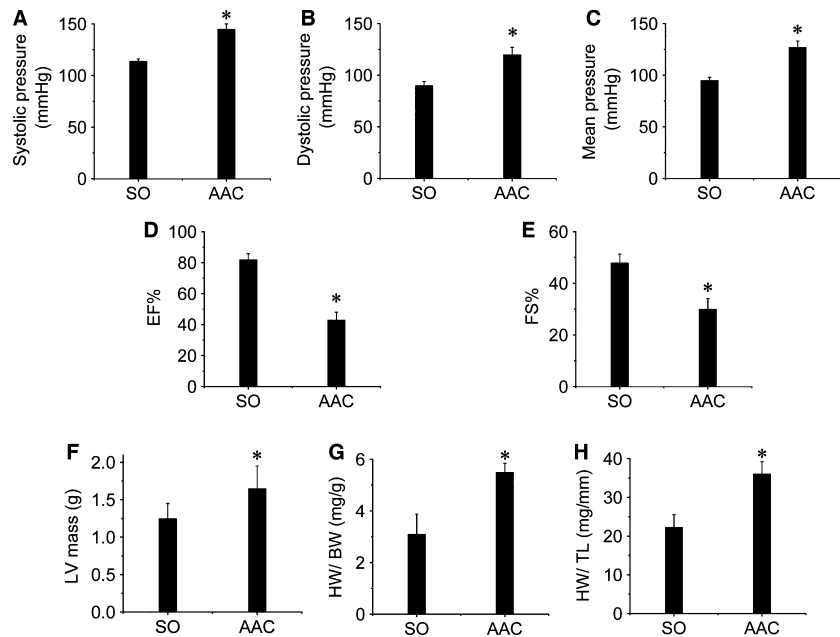 A
Systolic pressure
(mmHg)
150
100
50
0
SO
AAC
*
B
Dystolic pressure
(mmHg)
150
100
50
0
SO
AAC
*
C
Mean pressure
(mmHg)
150
100
50
0
SO
AAC
*
D
EF%
100
80
60
40
20
0
SO
AAC
*
E
FS%
60
40
20
0
SO
AAC
*
F
LV mass (g)
2.0
1.5
1.0
0.5
0.0
SO
AAC
*
G
HW/ BW (mg/g)
6
4
2
0
SO
AAC
*
H
HW/ TL (mg/mm)
40
30
20
10
0
SO
AAC
*